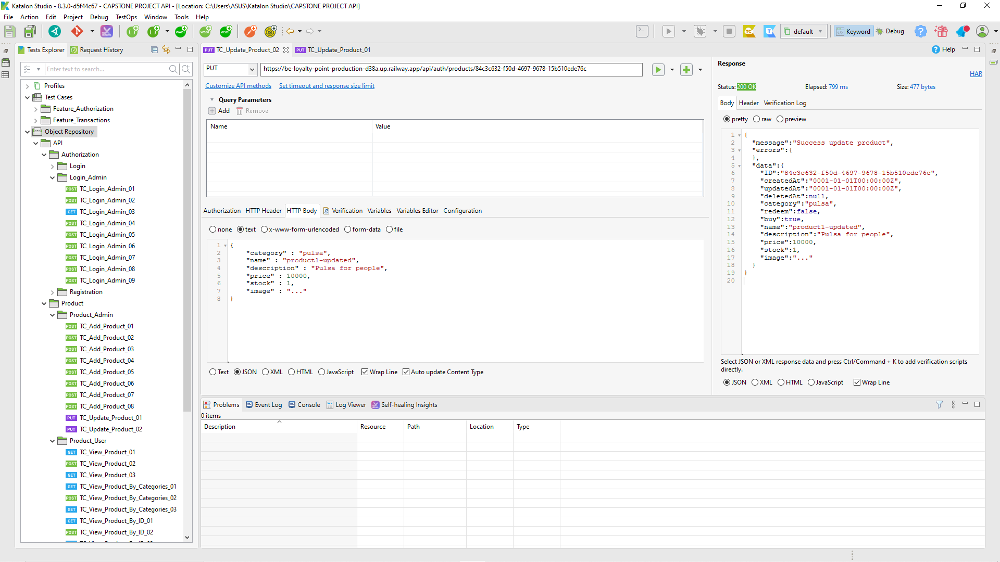 Katalon Studio - 8.3.0-d5f44c67 - CAPSTONE PROJECT API - [Location: C:\Users\ASUS\Katalon Studio\CAPSTONE PROJECT API]
File Action Edit Project Debug TestOps Window Tools Help
default
Keyword
Debug
Tests Explorer
Request History
Enter text to search...
Profiles
Test Cases
Feature_Authorization
Feature_Transactions
Object Repository
API
Authorization
Login
Login_Admin
POST TC_Login_Admin_01
POST TC_Login_Admin_02
GET TC_Login_Admin_03
POST TC_Login_Admin_04
POST TC_Login_Admin_05
POST TC_Login_Admin_06
POST TC_Login_Admin_07
POST TC_Login_Admin_08
POST TC_Login_Admin_09
Registration
Product
Product_Admin
POST TC_Add_Product_01
POST TC_Add_Product_02
POST TC_Add_Product_03
POST TC_Add_Product_04
POST TC_Add_Product_05
POST TC_Add_Product_06
POST TC_Add_Product_07
POST TC_Add_Product_08
PUT TC_Update_Product_01
PUT TC_Update_Product_02
Product_User
GET TC_View_Product_01
POST TC_View_Product_02
GET TC_View_Product_03
GET TC_View_Product_By_Categories_01
POST TC_View_Product_By_Categories_02
GET TC_View_Product_By_Categories_03
GET TC_View_Product_By_ID_01
POST TC_View_Product_By_ID_02
PUT TC_Update_Product_02
PUT TC_Update_Product_01
Help
PUT
https://be-loyalty-point-production-d38a.up.railway.app/api/auth/products/84c3c632-f50d-4697-9678-15b510ede76c
Customize API methods
Set timeout and response size limit
Query Parameters
Add
Remove
Name Value
Authorization HTTP Header HTTP Body Verification Variables Variables Editor Configuration
none text x-www-form-urlencoded form-data file
1 {
2 "category" : "pulsa",
3 "name" : "product1-updated",
4 "description" : "Pulsa for people",
5 "price" : 10000,
6 "stock" : 1,
7 "image" : "..."
8 }
Text JSON XML HTML JavaScript Wrap Line Auto update Content Type
Response
HAR
Status: 200 OK Elapsed: 799 ms Size: 477 bytes
Body Header Verification Log
pretty raw preview
1 {
2 "message":"Success update product",
3 "errors":{
4 },
5 "data":{
6 "ID":"84c3c632-f50d-4697-9678-15b510ede76c",
7 "createdAt":"0001-01-01T00:00:00Z",
8 "updatedAt":"0001-01-01T00:00:00Z",
9 "deletedAt":null,
10 "category":"pulsa",
11 "redeem":false,
12 "buy":true,
13 "name":"product1-updated",
14 "description":"Pulsa for people",
15 "price":10000,
16 "stock":1,
17 "image":"..."
18 }
19 }
20
Select JSON or XML response data and press Ctrl/Command + K to add verification scripts
directly.
JSON XML HTML JavaScript Wrap Line
Problems Event Log Console Log Viewer Self-healing Insights
0 items
Description Resource Path Location Type